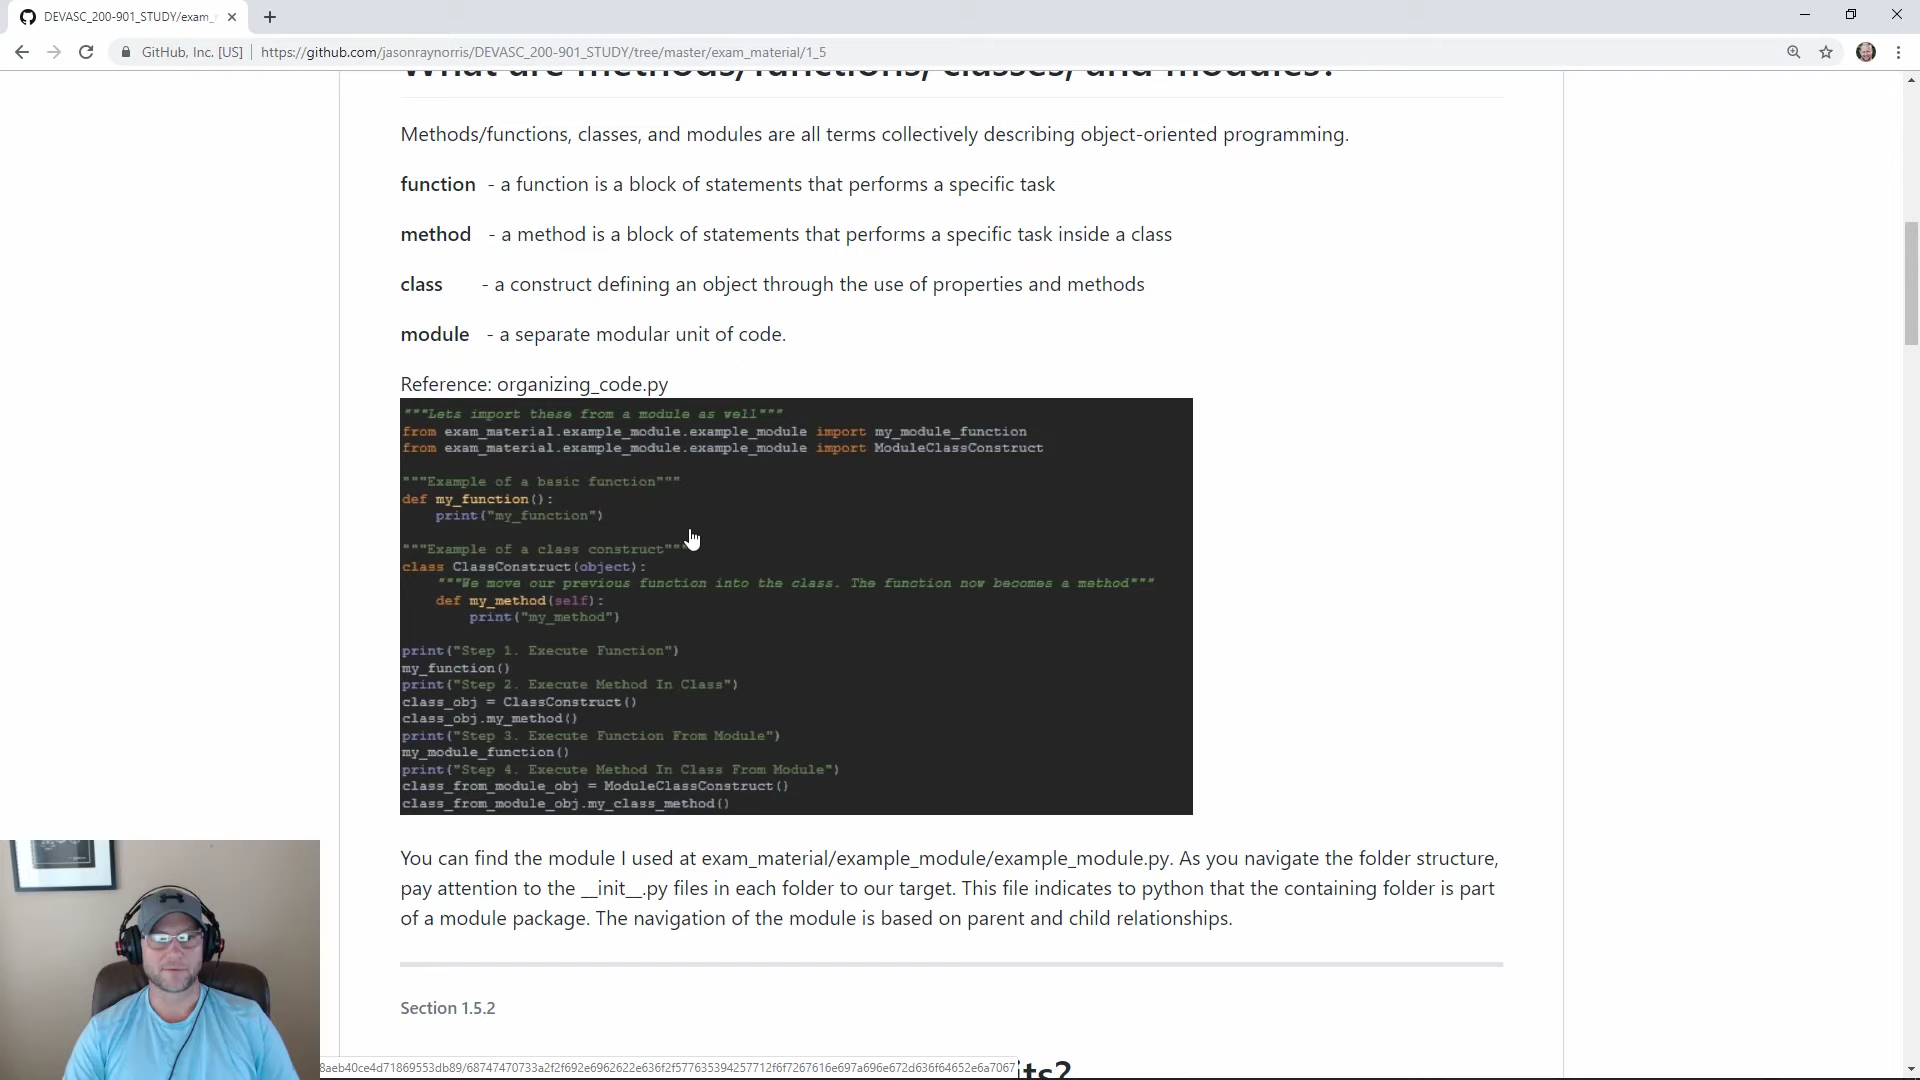 DEVASC_200-901_STUDY/exam_
GitHub, Inc. [US] https://github.com/jasonraynorris/DEVASC_200-901_STUDY/tree/master/exam_material/1_5
What are methods/functions, classes, and modules?
Methods/functions, classes, and modules are all terms collectively describing object-oriented programming.
function - a function is a block of statements that performs a specific task
method - a method is a block of statements that performs a specific task inside a class
class - a construct defining an object through the use of properties and methods
module - a separate modular unit of code.
Reference: organizing_code.py
"""Lets import these from a module as well"""
from exam_material.example_module.example_module import my_module_function
from exam_material.example_module.example_module import ModuleClassConstruct
"""Example of a basic function"""
def my_function():
print("my_function")
"""Example of a class construct"""
class ClassConstruct(object):
"""We move our previous function into the class. The function now becomes a method"""
def my_method(self):
print("my_method")
print("Step 1. Execute Function")
my_function()
print("Step 2. Execute Method In Class")
class_obj = ClassConstruct()
class_obj.my_method()
print("Step 3. Execute Function From Module")
my_module_function()
print("Step 4. Execute Method In Class From Module")
class_from_module_obj = ModuleClassConstruct()
class_from_module_obj.my_class_method()
You can find the module I used at exam_material/example_module/example_module.py. As you navigate the folder structure,
pay attention to the __init__.py files in each folder to our target. This file indicates to python that the containing folder is part
of a module package. The navigation of the module is based on parent and child relationships.
Section 1.5.2